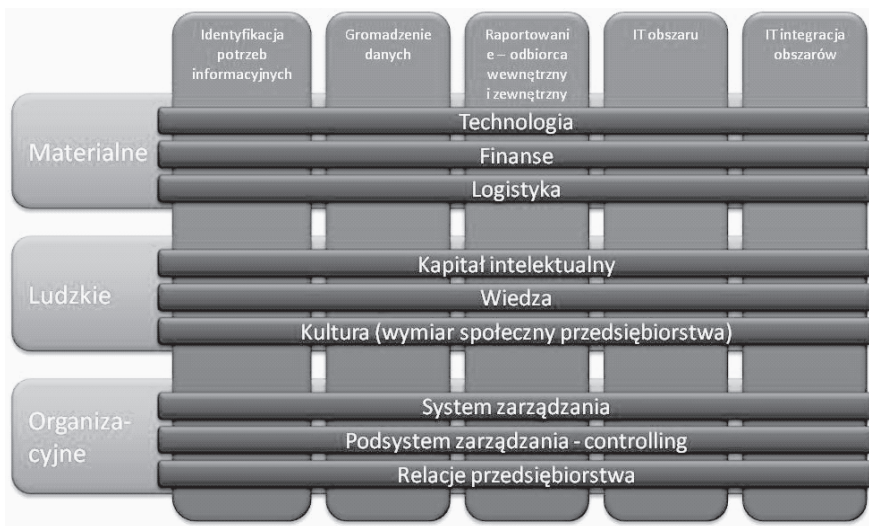 Identyfikacja
potrzeb
informacyjnych
Gromadzenie
danych
Raportowani
e – odbiorca
wewnętrzny
i zewnętrzny
IT obszaru
IT integracja
obszarów
Materialne
Technologia
Finanse
Logistyka
Ludzkie
Kapitał intelektualny
Wiedza
Kultura (wymiar społeczny przedsiębiorstwa)
Organiza-
cyjne
System zarządzania
Podsystem zarządzania - controlling
Relacje przedsiębiorstwa